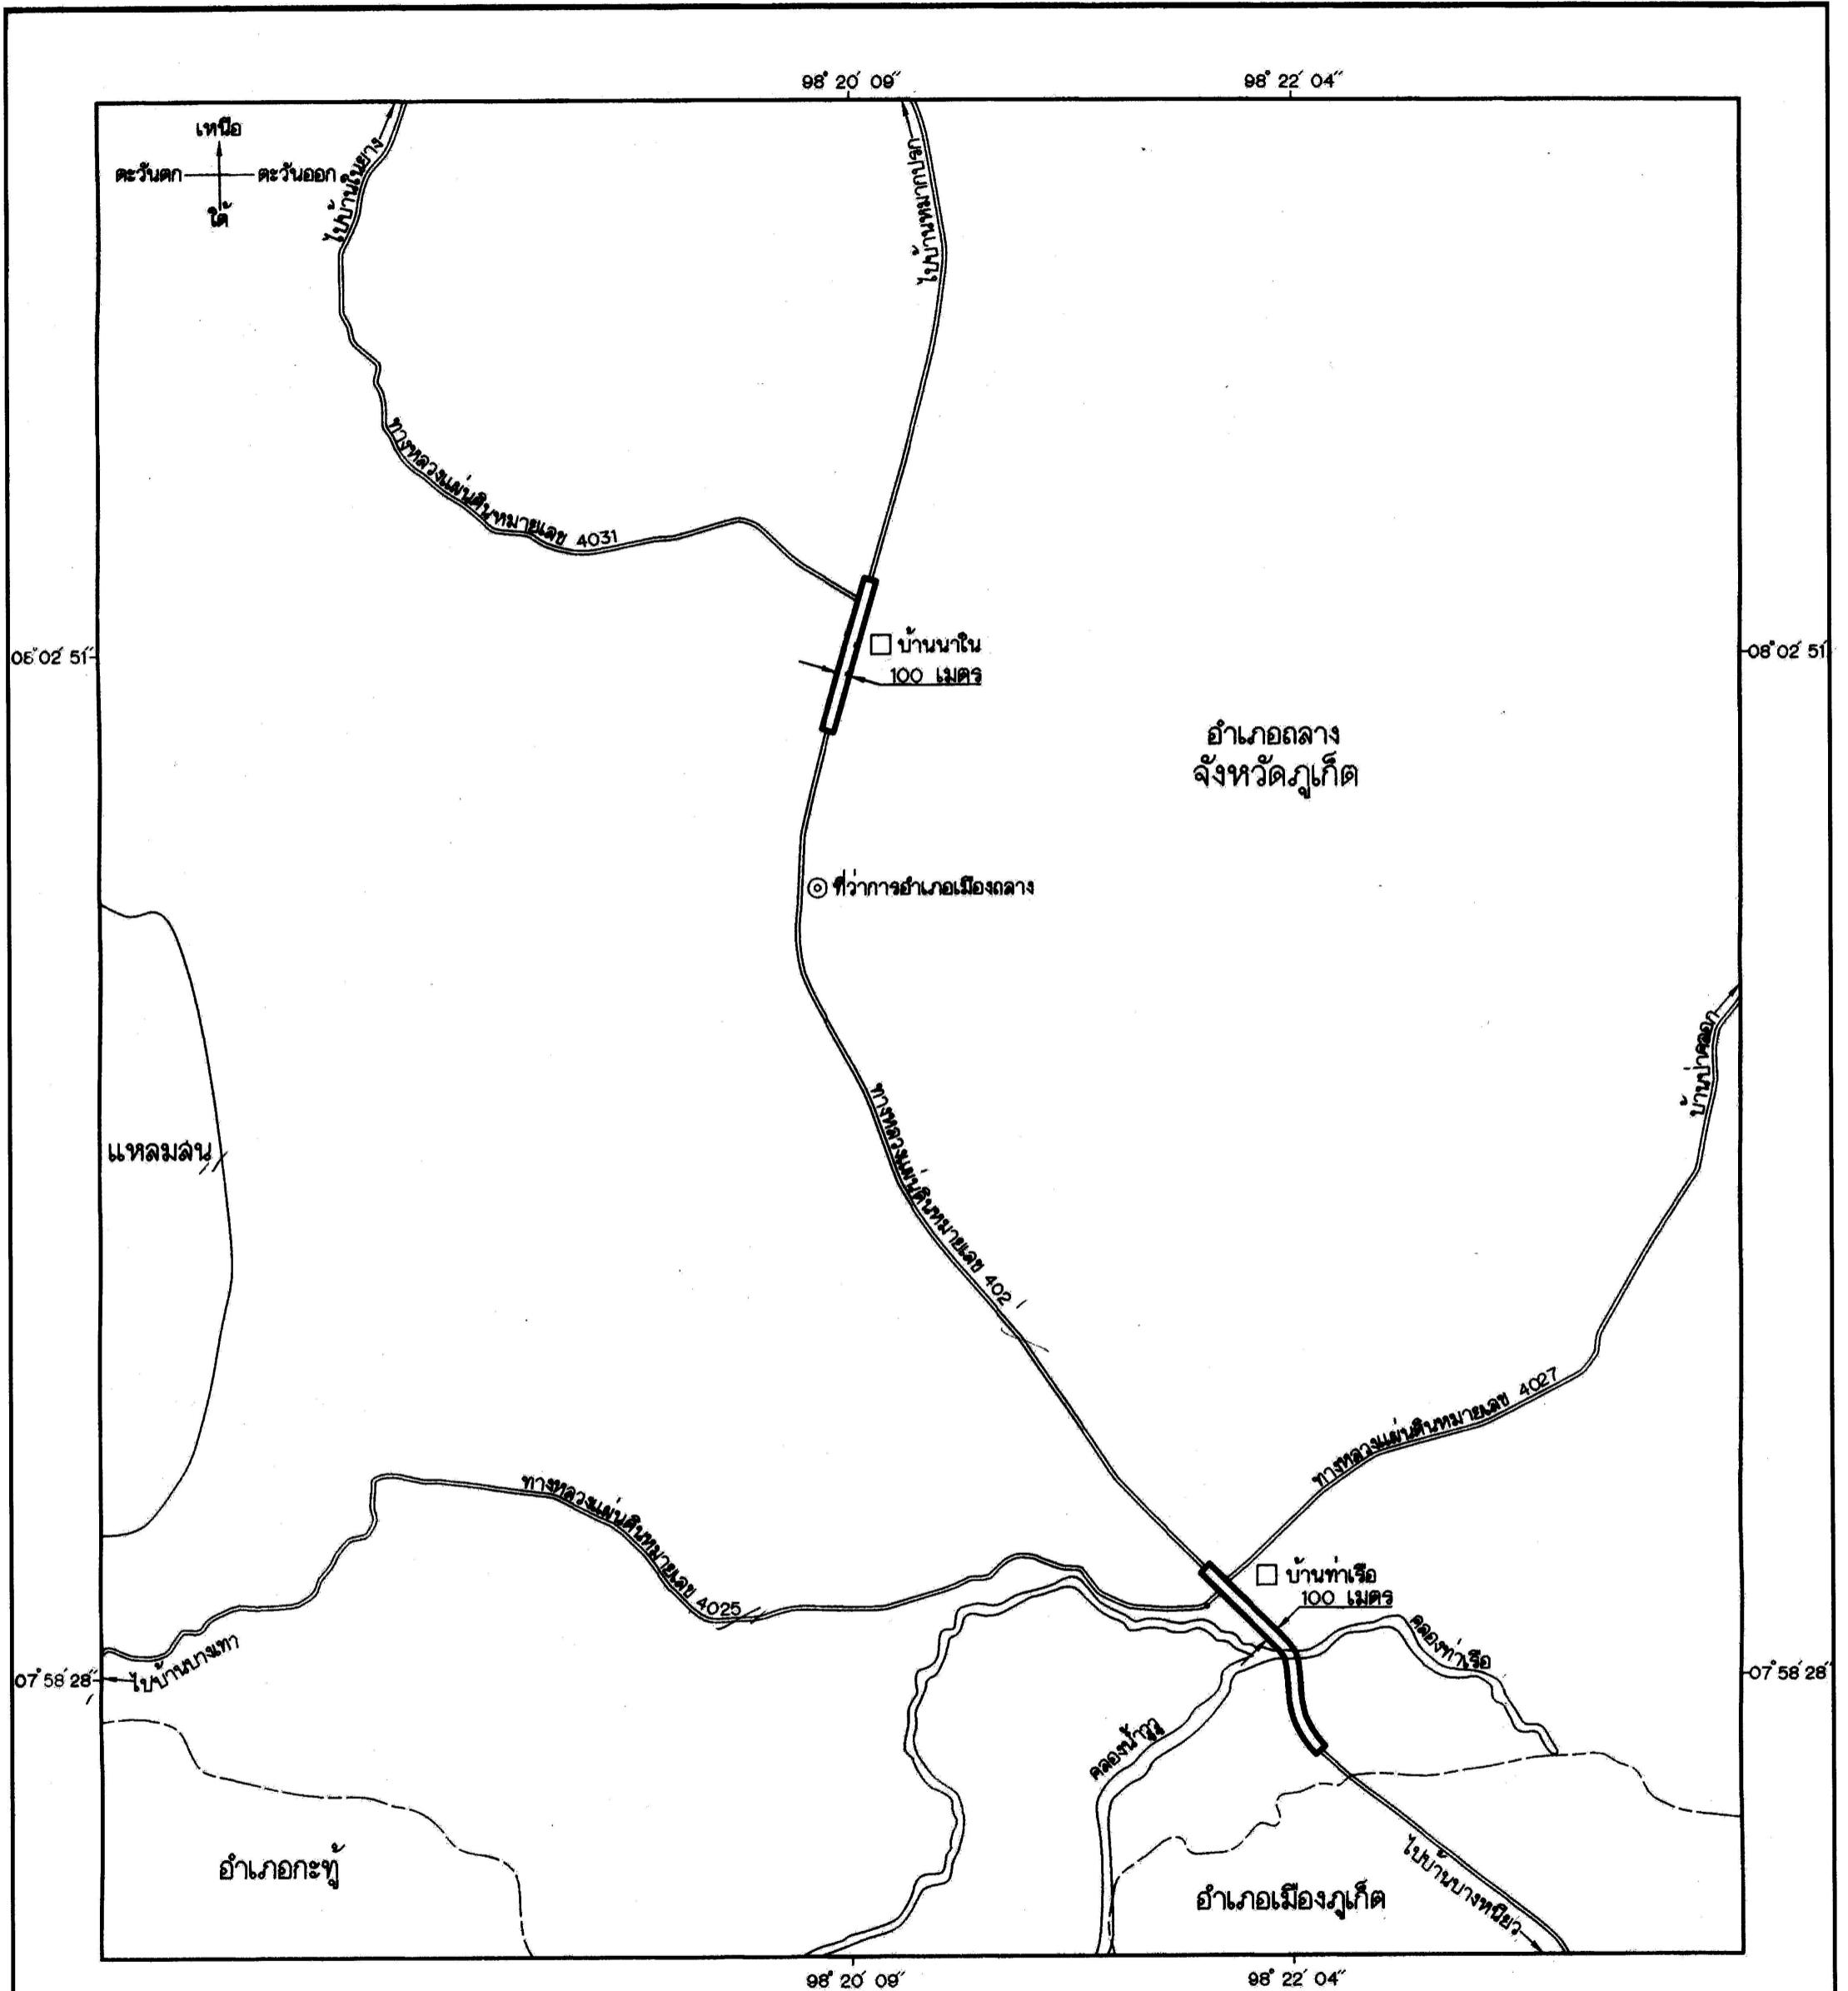 98° 20′ 09″
98° 22′ 04″
เหนือ
ตะวันตก
ตะวันออก
ใต้
ไปบ้านในยาง
ไปบ้านหมากปรก
ทางหลวงแผ่นดินหมายเลข 4031
บ้านนาใน
100 เมตร
08° 02′ 51″
08° 02′ 51″
อำเภอถลาง
จังหวัดภูเก็ต
ที่ว่าการอำเภอเมืองถลาง
บ้านป่าคลอก
แหลมสน
ทางหลวงแผ่นดินหมายเลข 402
ทางหลวงแผ่นดินหมายเลข 4027
ทางหลวงแผ่นดินหมายเลข 4025
บ้านท่าเรือ
100 เมตร
คลองท่าเรือ
ไปบ้านบางเทา
07° 58′ 28″
07° 58′ 28″
อำเภอกะทู้
อำเภอเมืองภูเก็ต
ไปบ้านบางเหนียว
98° 20′ 09″
98° 22′ 04″